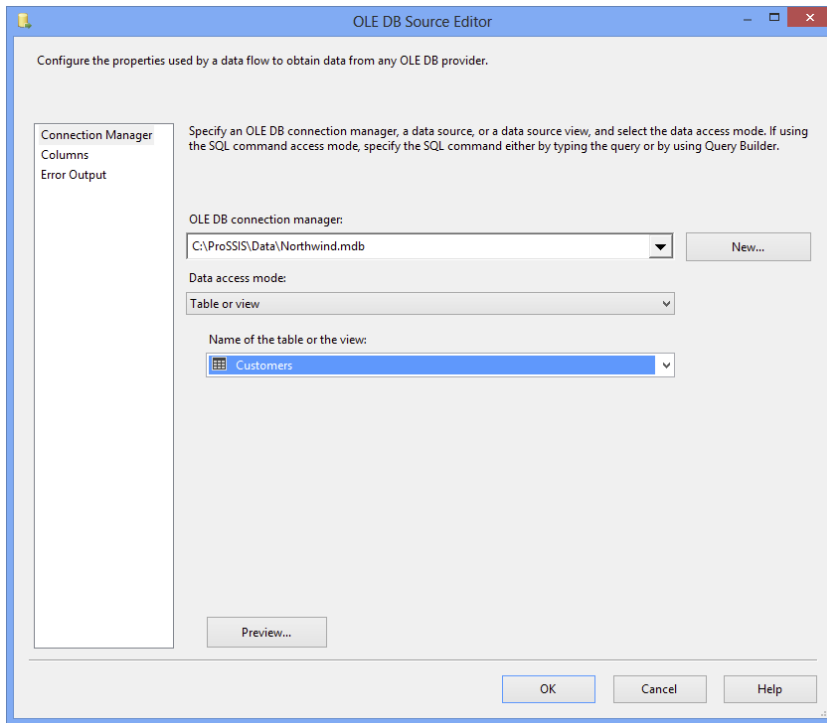 OLE DB Source Editor
Configure the properties used by a data flow to obtain data from any OLE DB provider.
Connection Manager
Columns
Error Output
Specify an OLE DB connection manager, a data source, or a data source view, and select the data access mode. If using
the SQL command access mode, specify the SQL command either by typing the query or by using Query Builder.
OLE DB connection manager:
C:\ProSSIS\Data\Northwind.mdb
New...
Data access mode:
Table or view
Name of the table or the view:
Customers
Preview...
OK
Cancel
Help